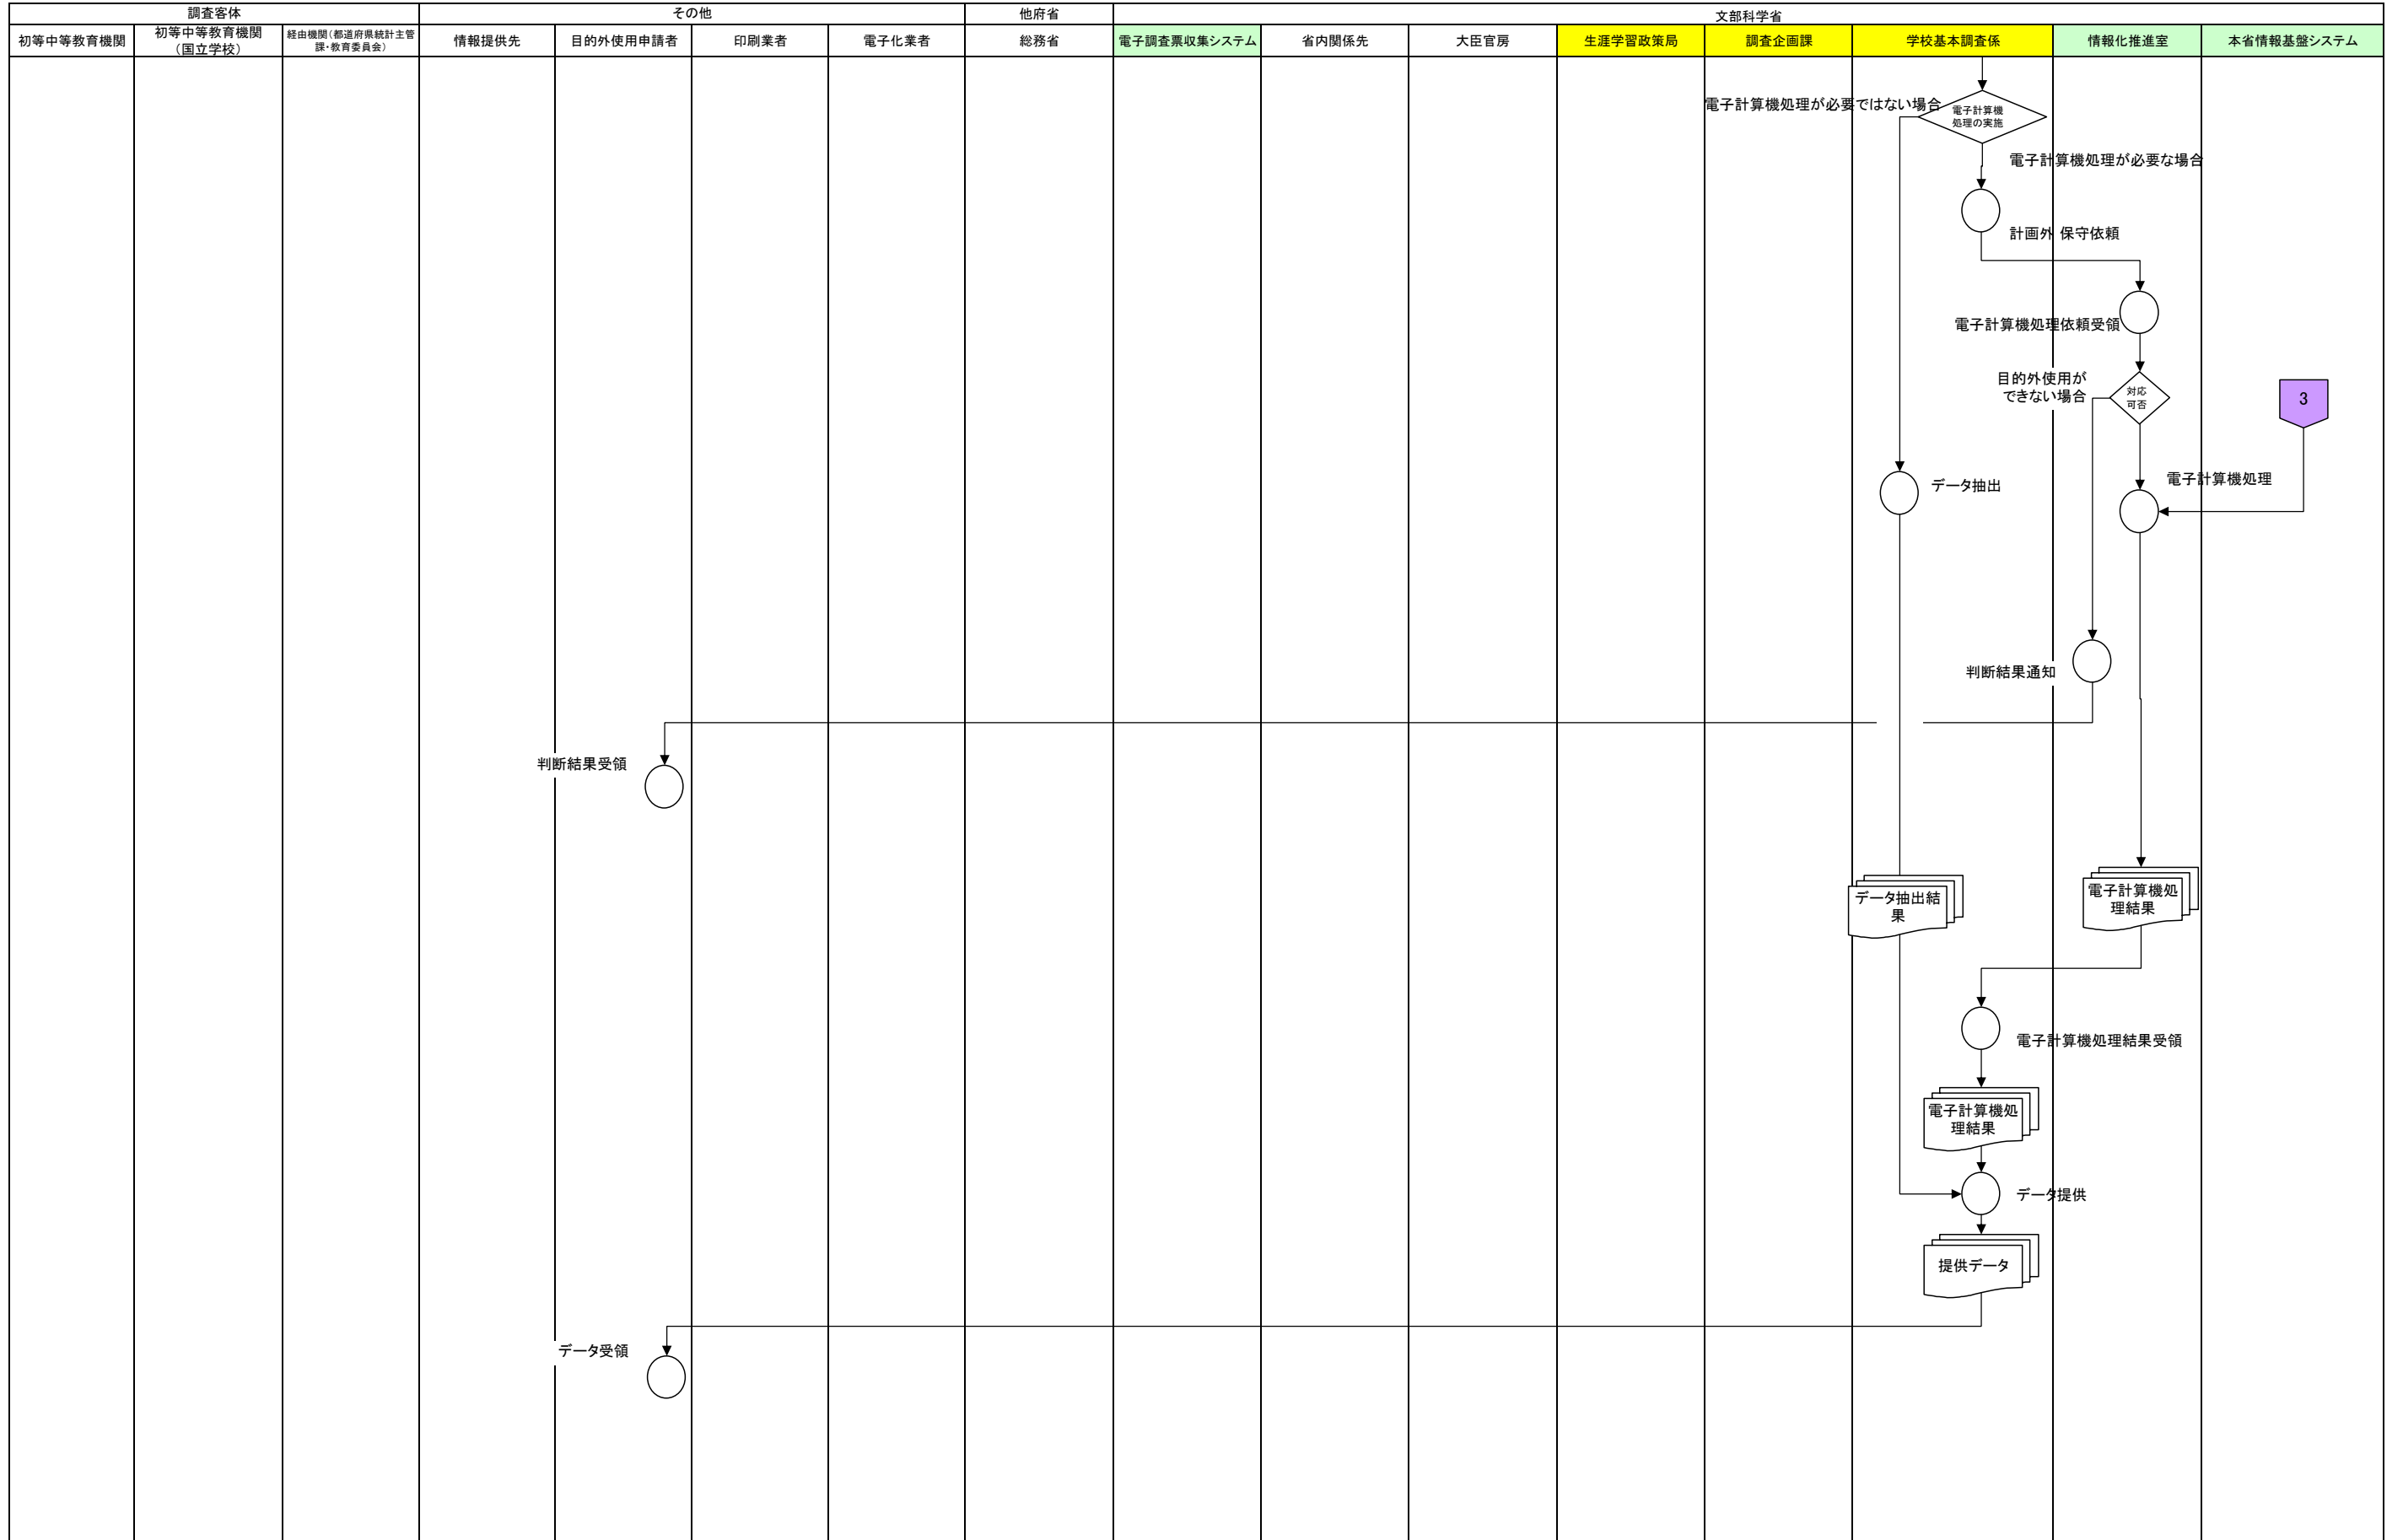 調査客体
その他
他府省
文部科学省
初等中等教育機関
初等中等教育機関
（国立学校）
経由機関（都道府県統計主管
課・教育委員会）
情報提供先
目的外使用申請者
印刷業者
電子化業者
総務省
電子調査票収集システム
省内関係先
大臣官房
生涯学習政策局
調査企画課
学校基本調査係
情報化推進室
本省情報基盤システム
電子計算機処理が必要ではない場合
電子計算機
処理の実施
電子計算機処理が必要な場合
計画外 保守依頼
電子計算機処理依頼受領
目的外使用が
できない場合
対応
可否
3
電子計算機処理
データ抽出
判断結果通知
判断結果受領
データ抽出結
果
電子計算機処
理結果
電子計算機処理結果受領
電子計算機処
理結果
データ提供
提供データ
データ受領